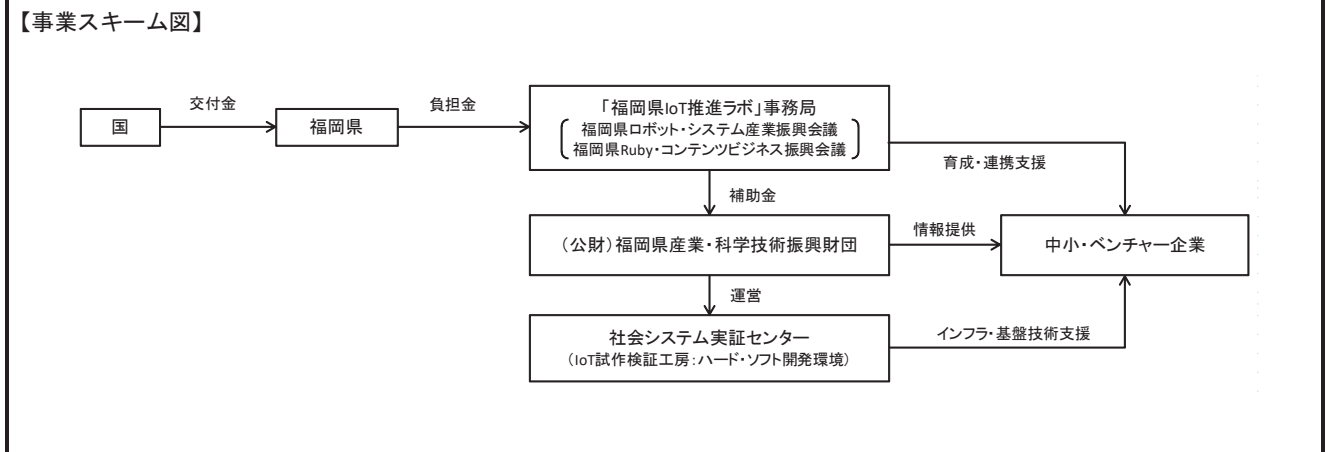 【事業スキーム図】
国
交付金
福岡県
負担金
「福岡県IoT推進ラボ」事務局
福岡県ロボット・システム産業振興会議
福岡県Ruby・コンテンツビジネス振興会議
育成・連携支援
補助金
（公財）福岡県産業・科学技術振興財団
情報提供
中小・ベンチャー企業
運営
社会システム実証センター
（IoT試作検証工房：ハード・ソフト開発環境）
インフラ・基盤技術支援